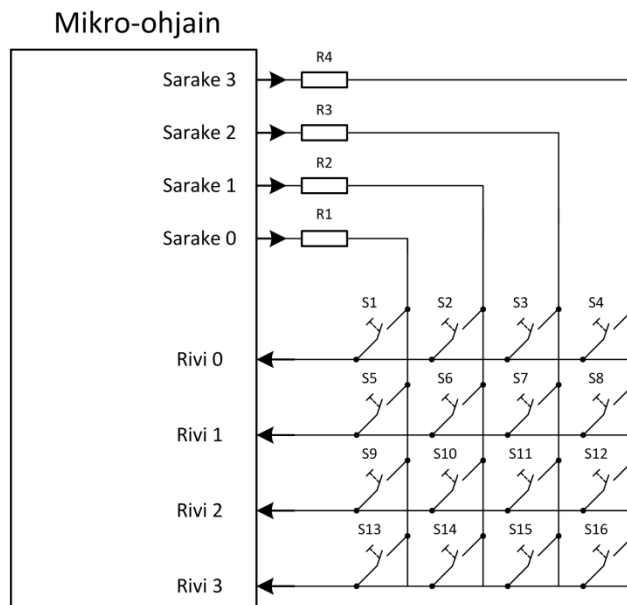 Mikro-ohjain
R4
Sarake 3
R3
Sarake 2
R2
Sarake 1
R1
Sarake 0
S1 S2 S3 S4
Rivi 0
S5 S6 S7 S8
Rivi 1
S9 S10 S11 S12
Rivi 2
S13 S14 S15 S16
Rivi 3